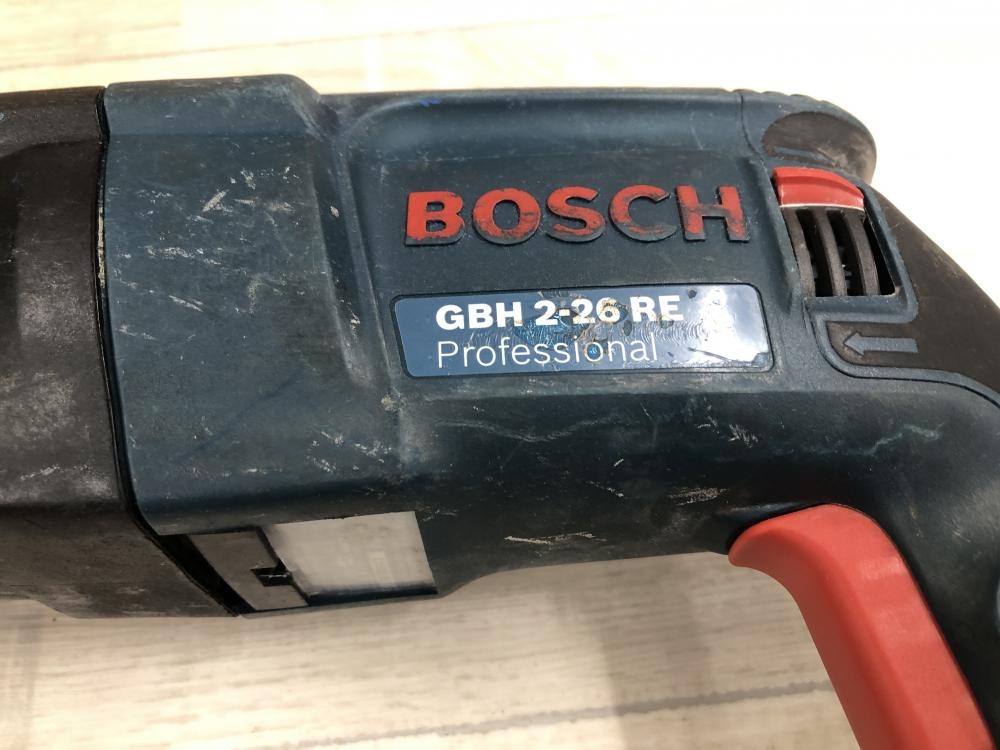 BOSCH
GBH 2-26 RE
Professional